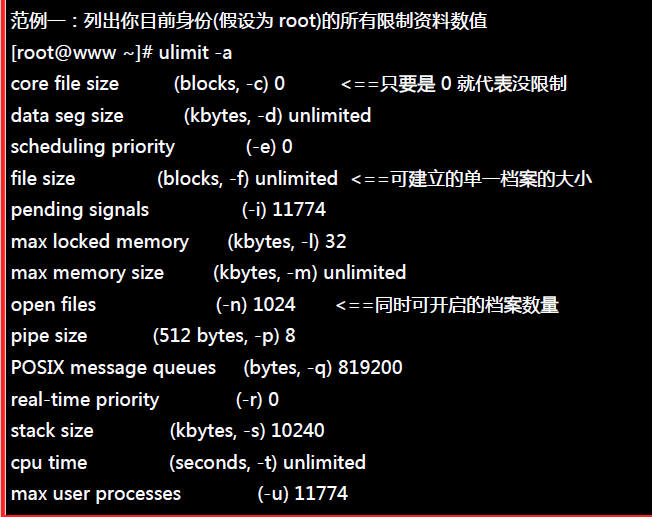 范例一：列出你目前身份(假设为 root)的所有限制资料数值
[root@www ~]# ulimit -a
core file size (blocks, -c) 0 <==只要是 0 就代表没限制
data seg size (kbytes, -d) unlimited
scheduling priority (-e) 0
file size (blocks, -f) unlimited <==可建立的单一档案的大小
pending signals (-i) 11774
max locked memory (kbytes, -l) 32
max memory size (kbytes, -m) unlimited
open files (-n) 1024 <==同时可开启的档案数量
pipe size (512 bytes, -p) 8
POSIX message queues (bytes, -q) 819200
real-time priority (-r) 0
stack size (kbytes, -s) 10240
cpu time (seconds, -t) unlimited
max user processes (-u) 11774